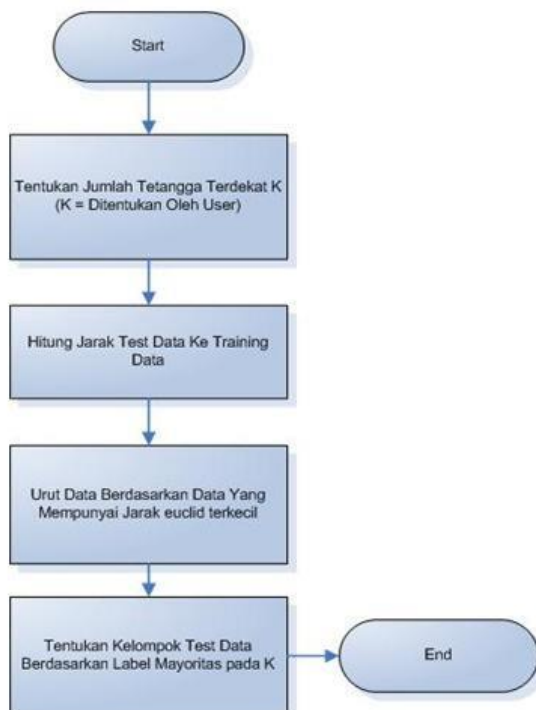 Start
Tentukan Jumlah Tetangga Terdekat K
(K = Ditentukan Oleh User)
Hitung Jarak Test Data Ke Training
Data
Urut Data Berdasarkan Data Yang
Mempunyai Jarak euclid terkecil
Tentukan Kelompok Test Data
Berdasarkan Label Mayoritas pada K
End